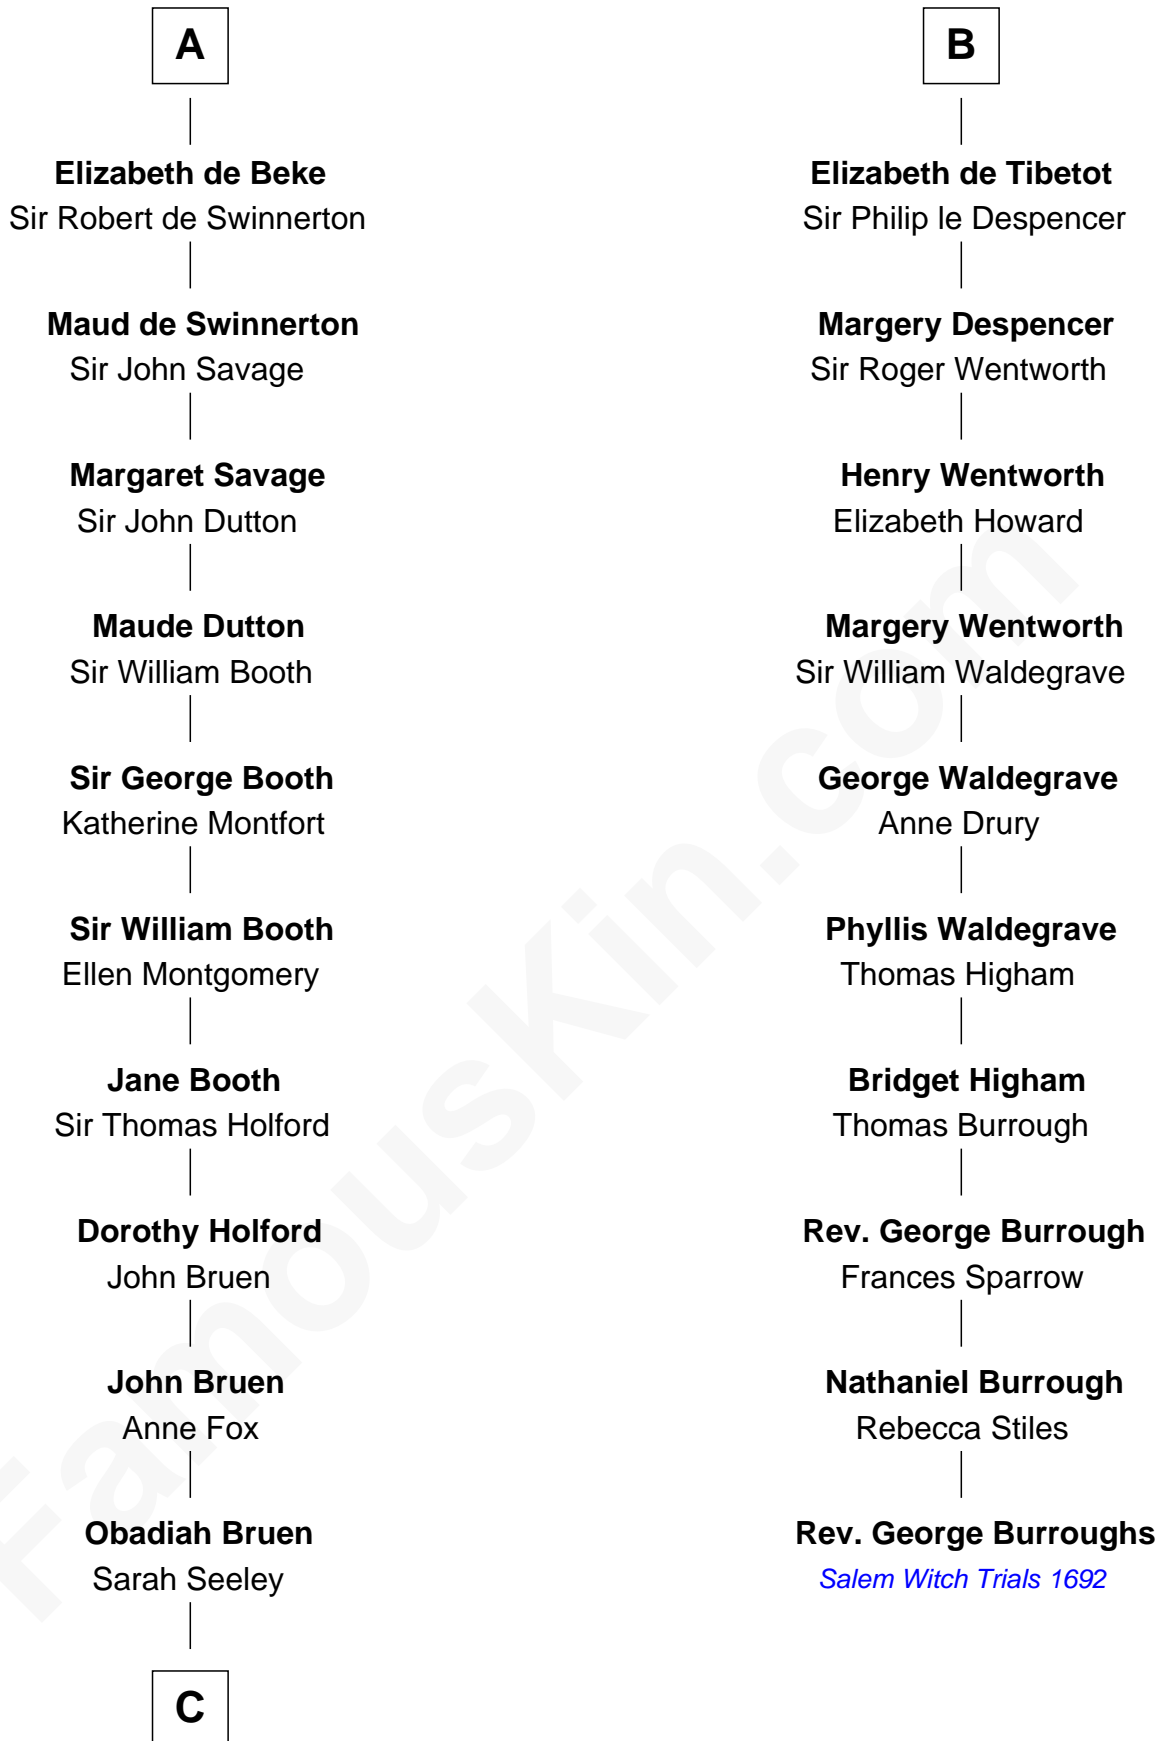 A
Elizabeth de Beke
Sir Robert de Swinnerton
Maud de Swinnerton
Sir John Savage
Margaret Savage
Sir John Dutton
Maude Dutton
Sir William Booth
Sir George Booth
Katherine Montfort
Sir William Booth
Ellen Montgomery
Jane Booth
Sir Thomas Holford
Dorothy Holford
John Bruen
John Bruen
Anne Fox
Obadiah Bruen
Sarah Seeley
C
B
Elizabeth de Tibetot
Sir Philip le Despencer
Margery Despencer
Sir Roger Wentworth
Henry Wentworth
Elizabeth Howard
Margery Wentworth
Sir William Waldegrave
George Waldegrave
Anne Drury
Phyllis Waldegrave
Thomas Higham
Bridget Higham
Thomas Burrough
Rev. George Burrough
Frances Sparrow
Nathaniel Burrough
Rebecca Stiles
Rev. George Burroughs
Salem Witch Trials 1692
FamousKin.com